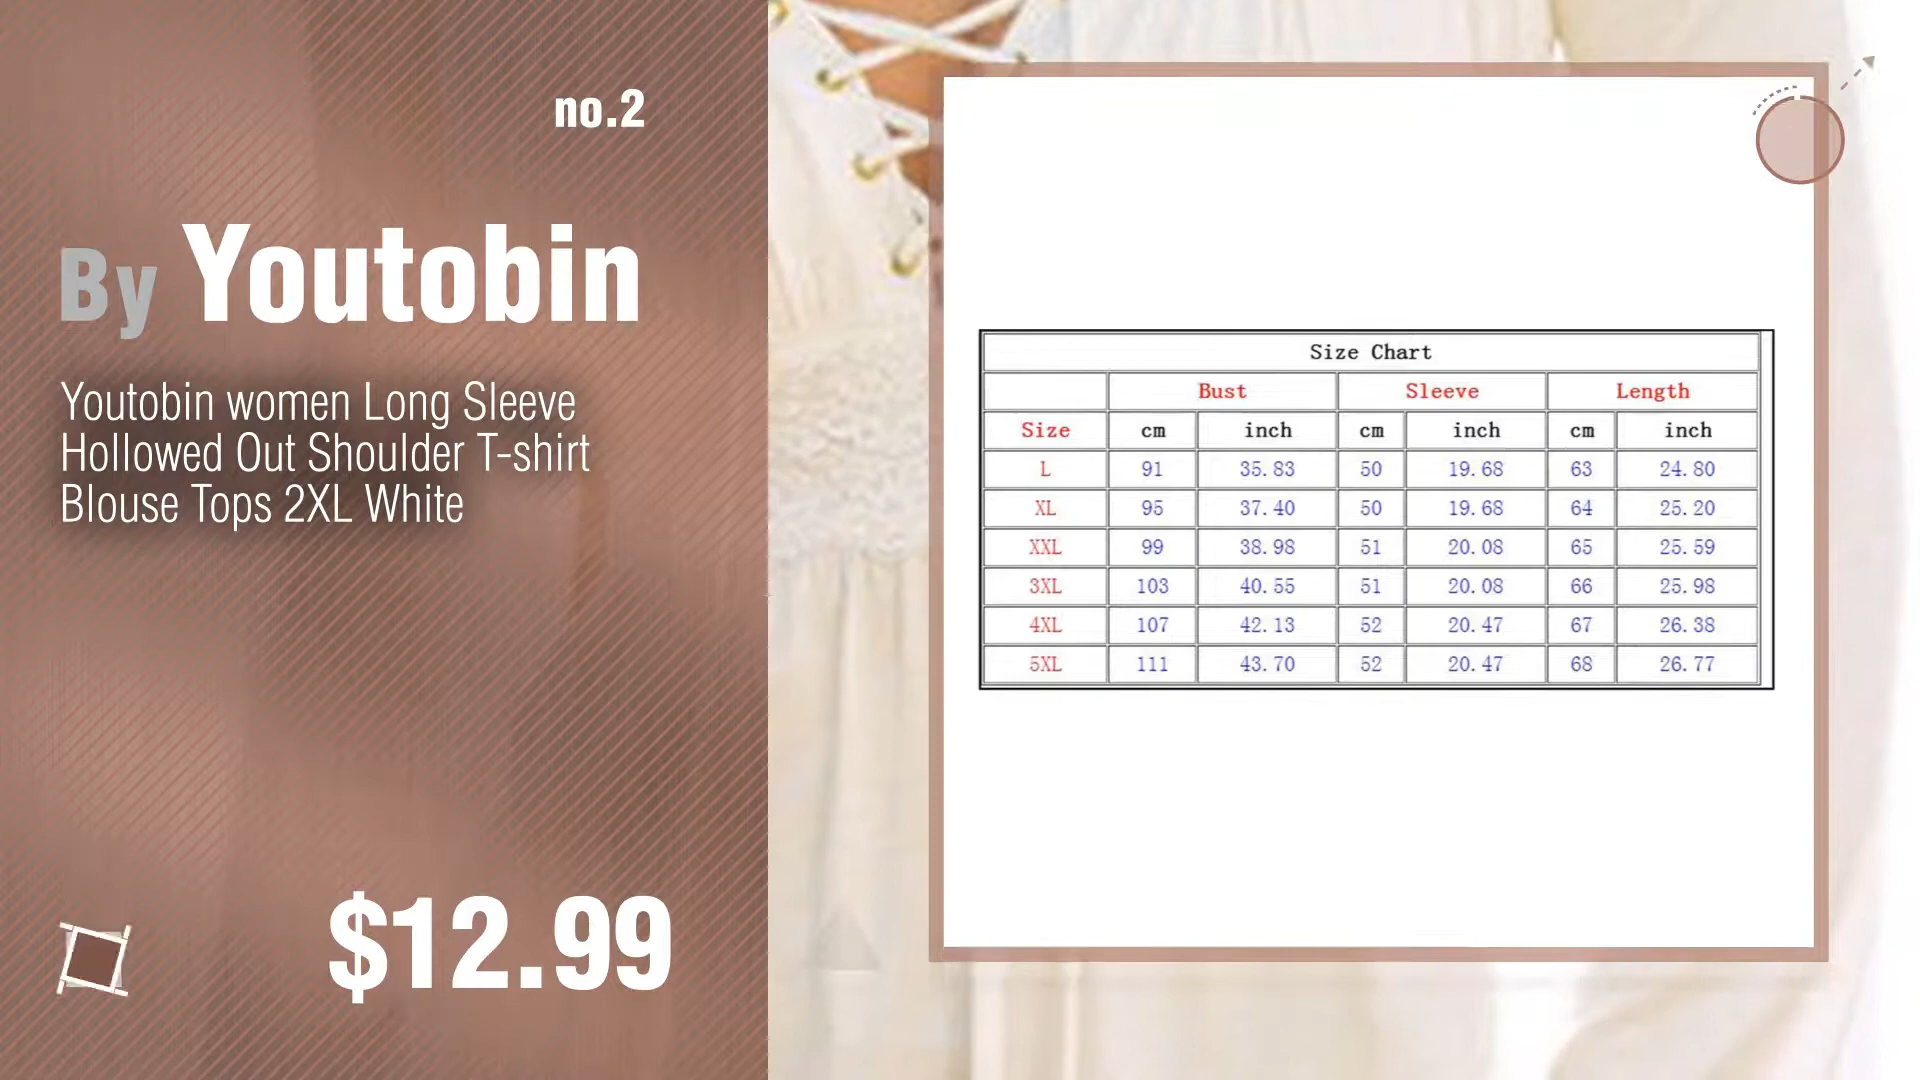 no.2
By Youtobin
Youtobin women Long Sleeve
Hollowed Out Shoulder T-shirt
Blouse Tops 2XL White
$12.99
Size Chart
Bust Sleeve Length
Size cm inch cm inch cm inch
L 91 35.83 50 19.68 63 24.80
XL 95 37.40 50 19.68 64 25.20
XXL 99 38.98 51 20.08 65 25.59
3XL 103 40.55 51 20.08 66 25.98
4XL 107 42.13 52 20.47 67 26.38
5XL 111 43.70 52 20.47 68 26.77